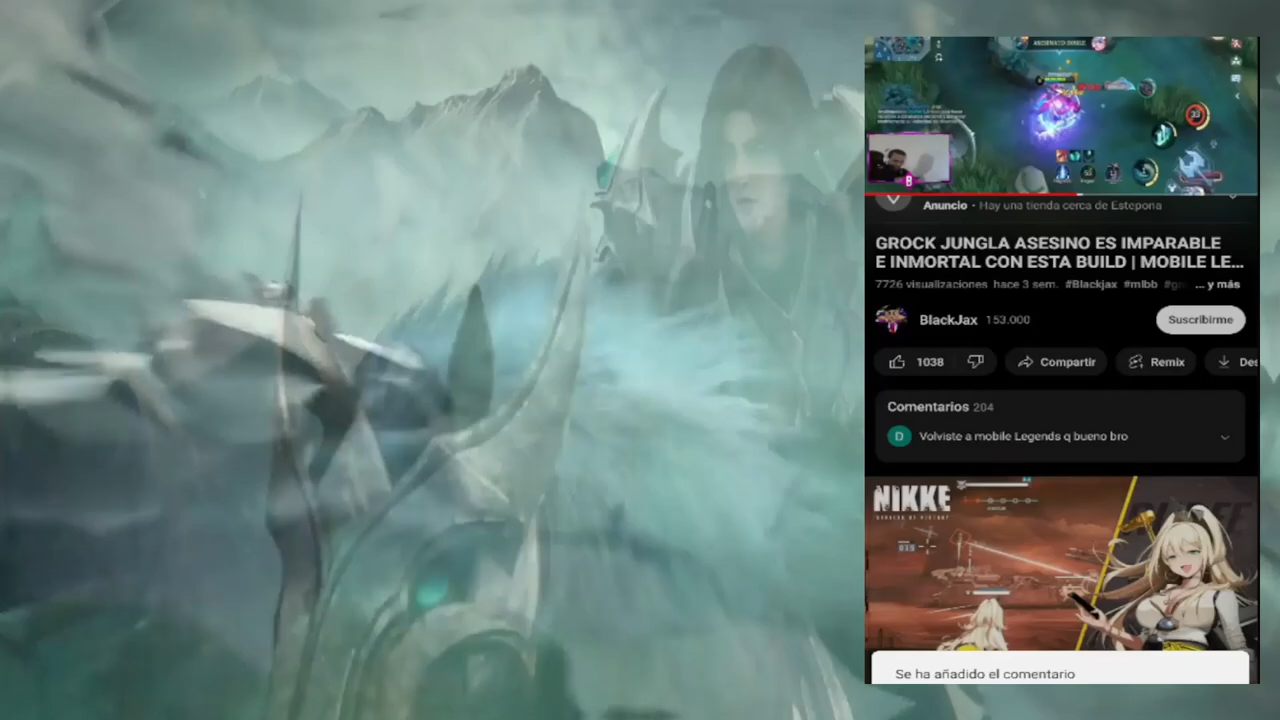 Anuncio • Hay una tienda cerca de Estepona
GROCK JUNGLA ASESINO ES IMPARABLE
E INMORTAL CON ESTA BUILD | MOBILE LE...
7726 visualizaciones hace 3 sem. #Blackjax #mlbb ... y más
BlackJax 153.000
Suscribirme
1038
Compartir
Remix
Des
Comentarios 204
D
Volviste a mobile Legends q bueno bro
NIKKE
Se ha añadido el comentario